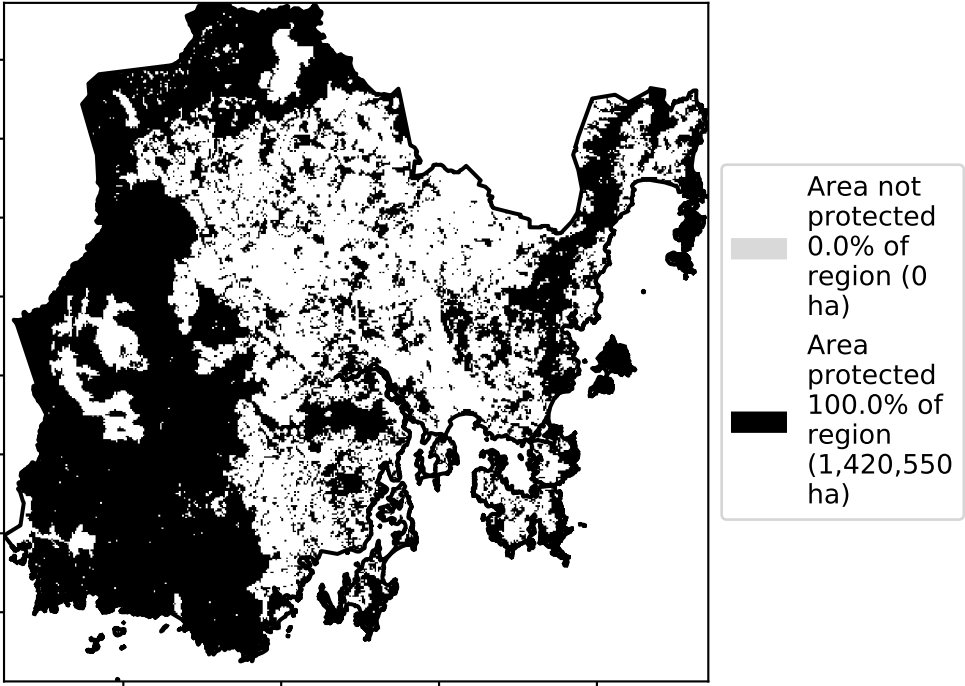 Area not
protected
0.0% of
region (0
ha)
Area
protected
100.0% of
region
(1,420,550
ha)